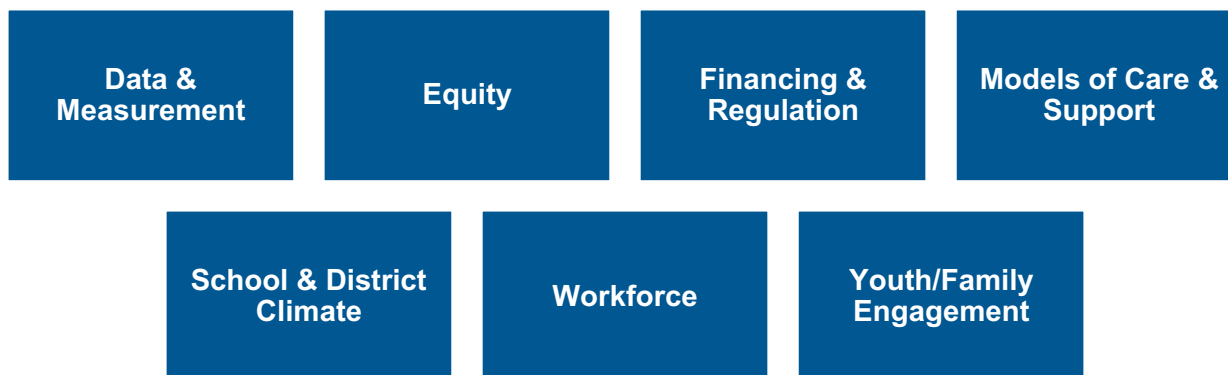 Data &
Measurement
Equity
Financing &
Regulation
Models of Care &
Support
School & District
Climate
Workforce
Youth/Family
Engagement